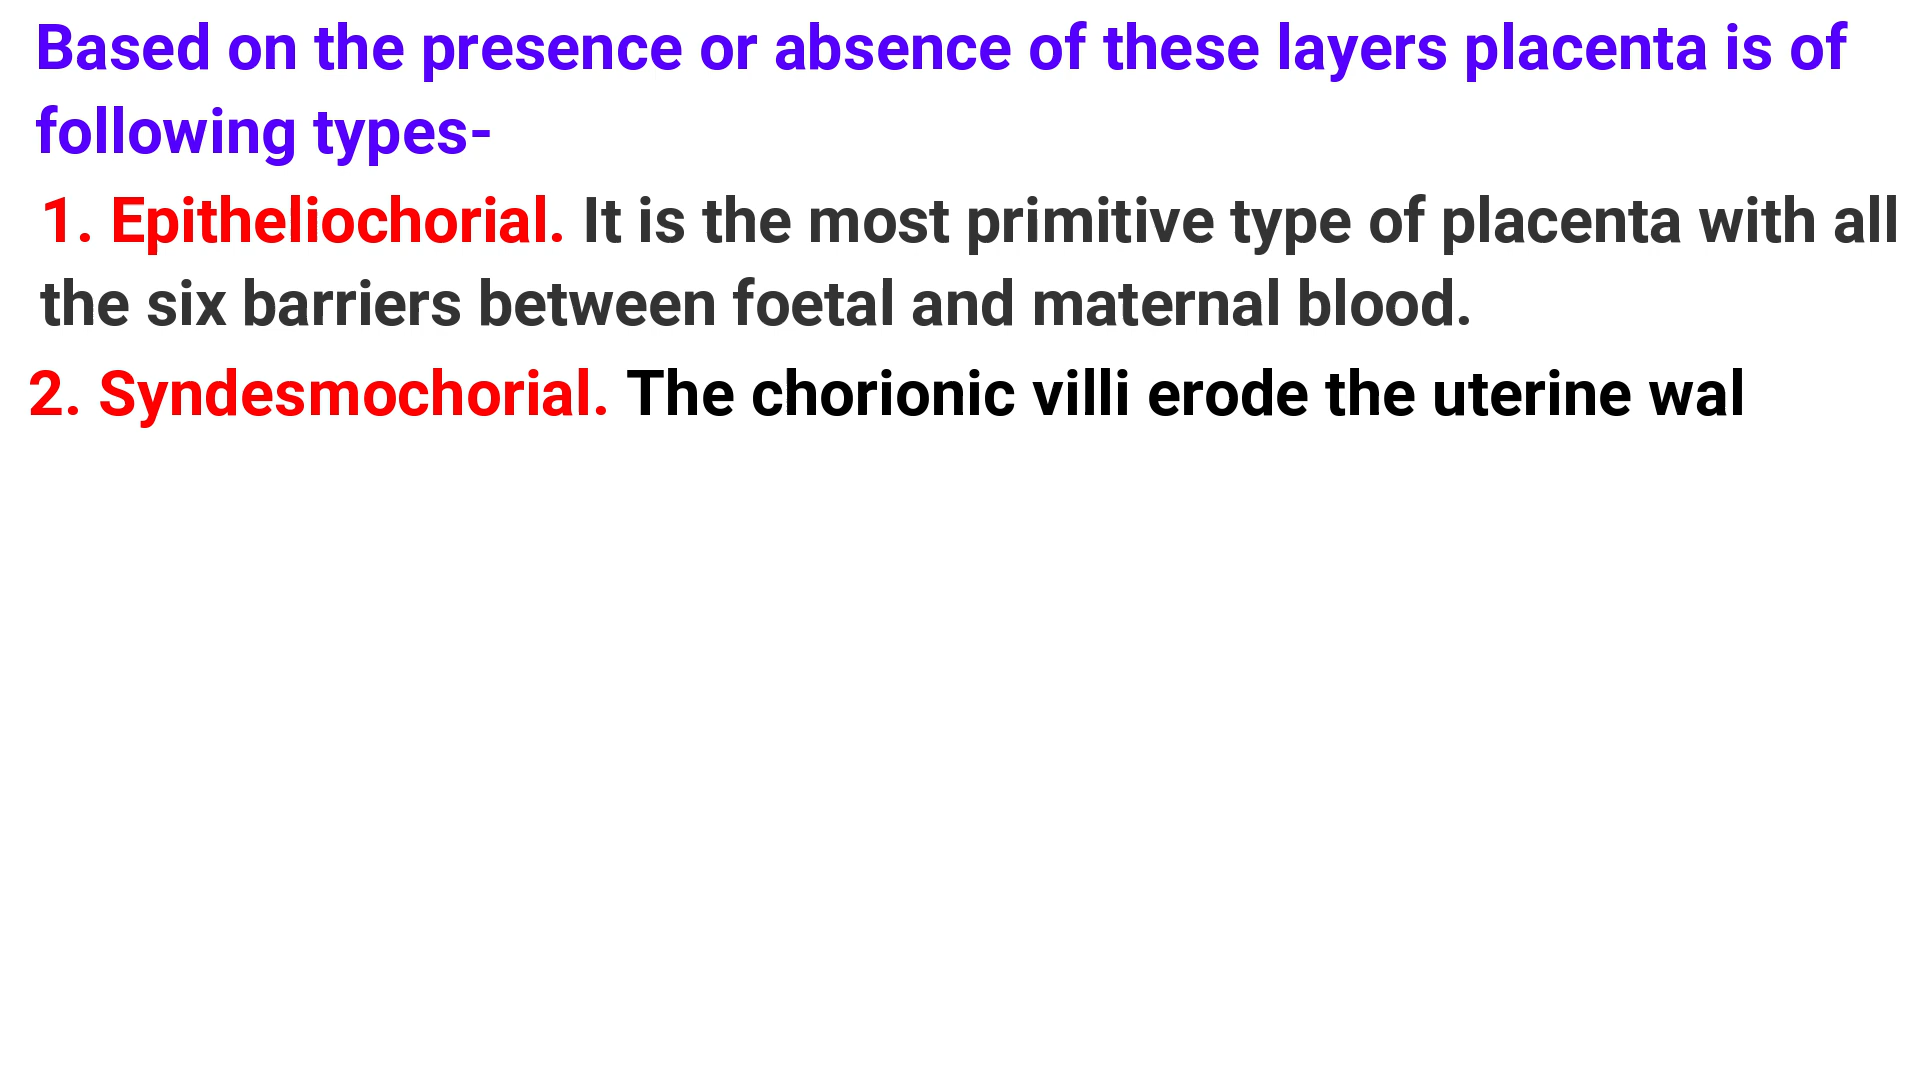 Based on the presence or absence of these layers placenta is of
following types-
1. Epitheliochorial. It is the most primitive type of placenta with all
the six barriers between foetal and maternal blood.
2. Syndesmochorial. The chorionic villi erode the uterine wal